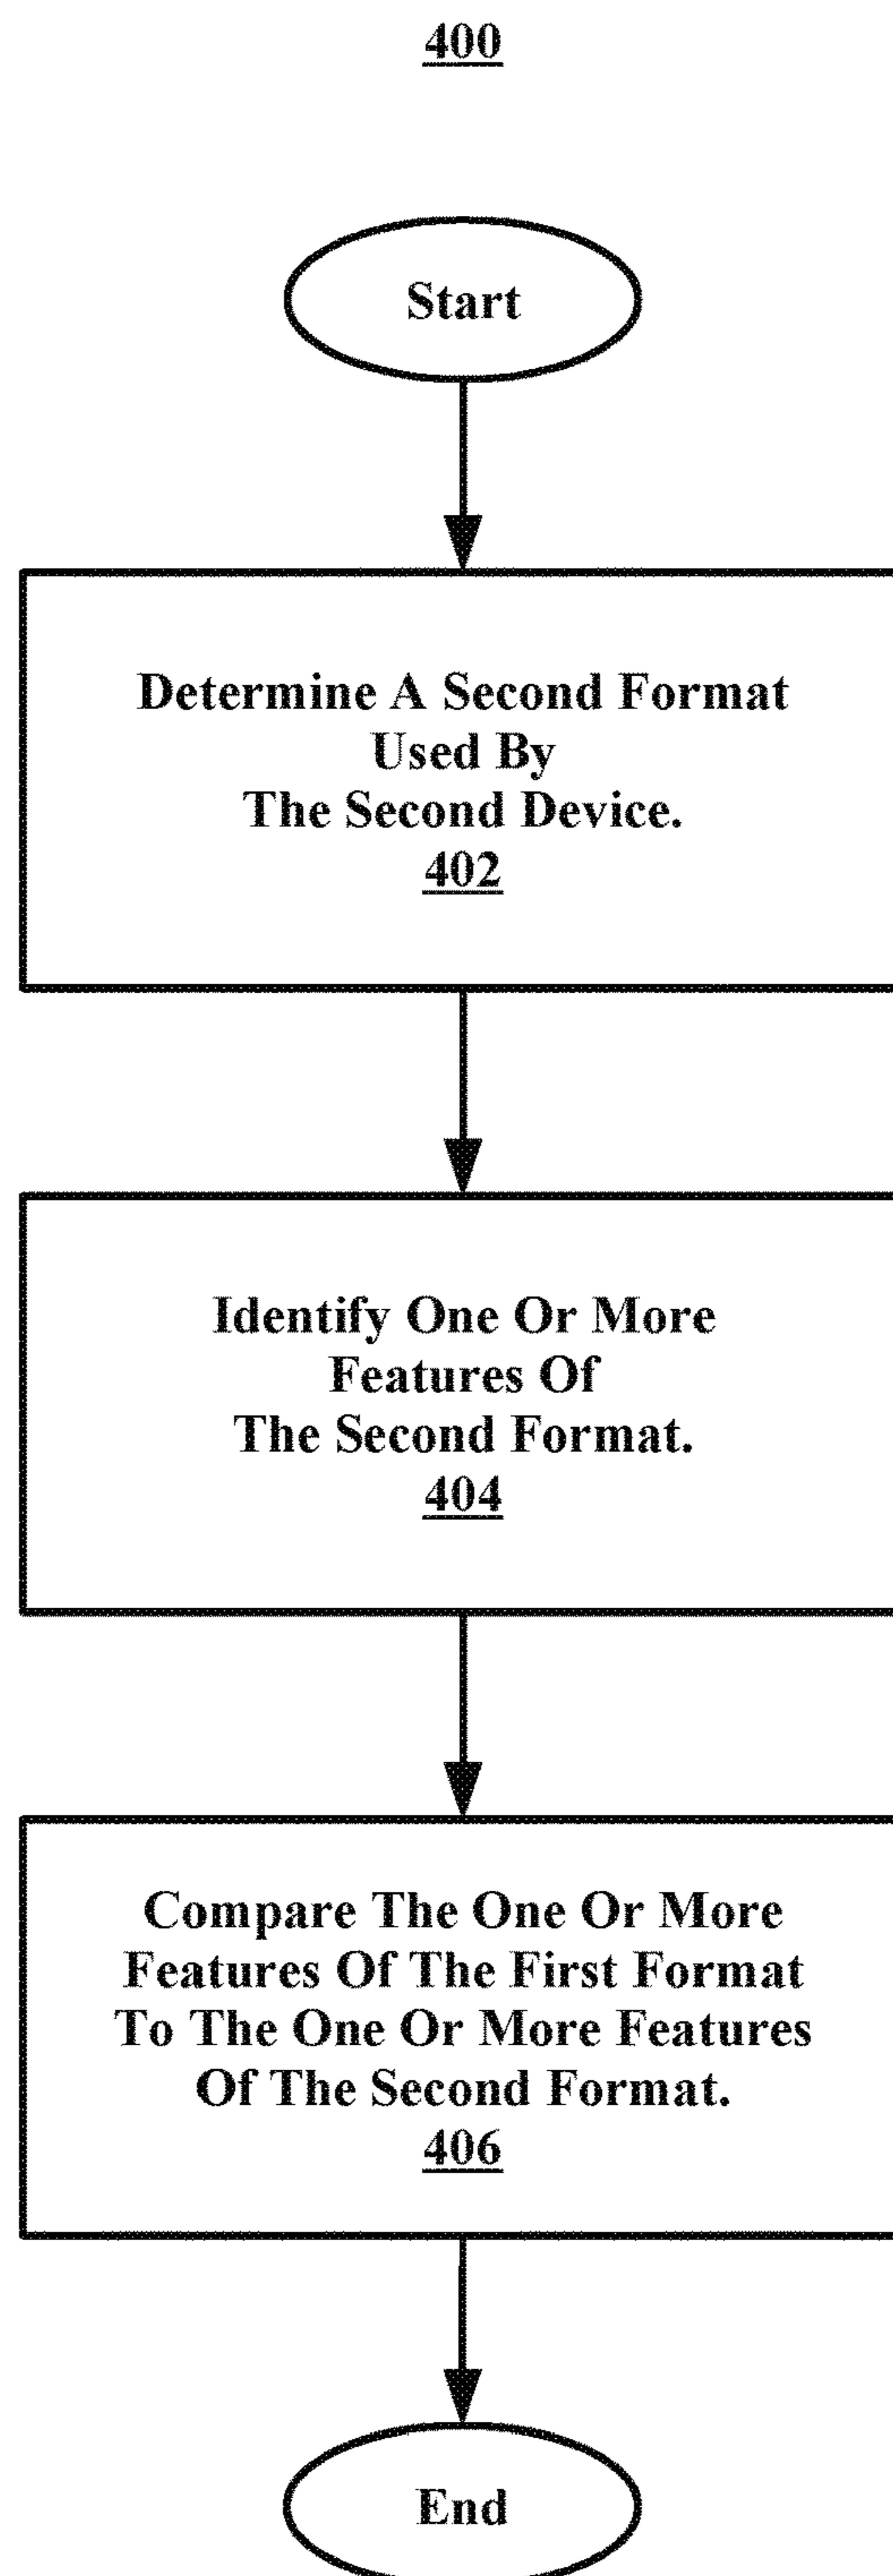 400
Start
Determine A Second Format
Used By
The Second Device.
402
Identify One Or More
Features Of
The Second Format.
404
Compare The One Or More
Features Of The First Format
To The One Or More Features
Of The Second Format.
406
End